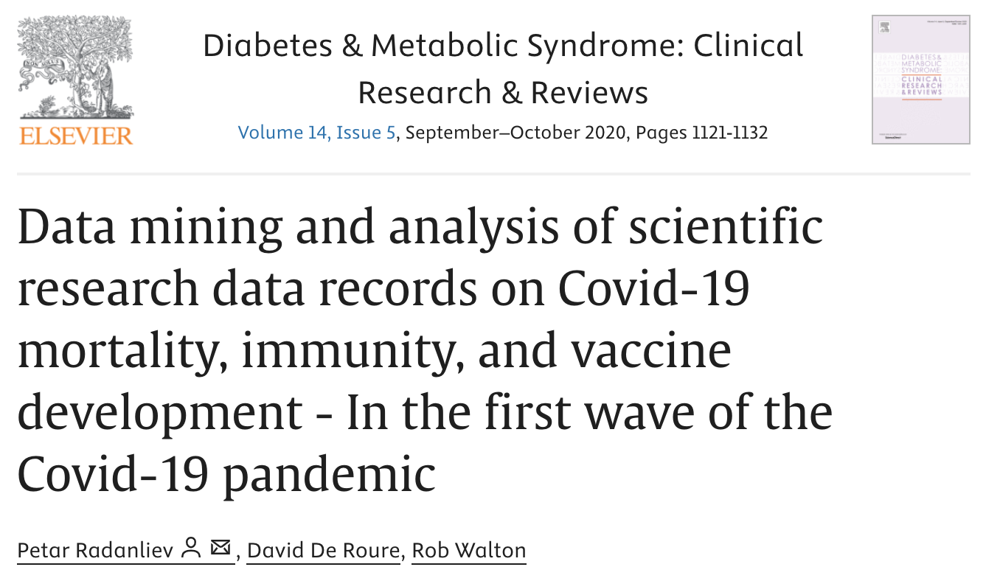 ELSEVIER
Diabetes & Metabolic Syndrome: Clinical
Research & Reviews
Volume 14, Issue 5, September–October 2020, Pages 1121-1132
DIABETES &
METABOLIC
SYNDROME:
CLINICAL
RESEARCH
& REVIEWS
Data mining and analysis of scientific
research data records on Covid-19
mortality, immunity, and vaccine
development - In the first wave of the
Covid-19 pandemic
Petar Radanliev, David De Roure, Rob Walton